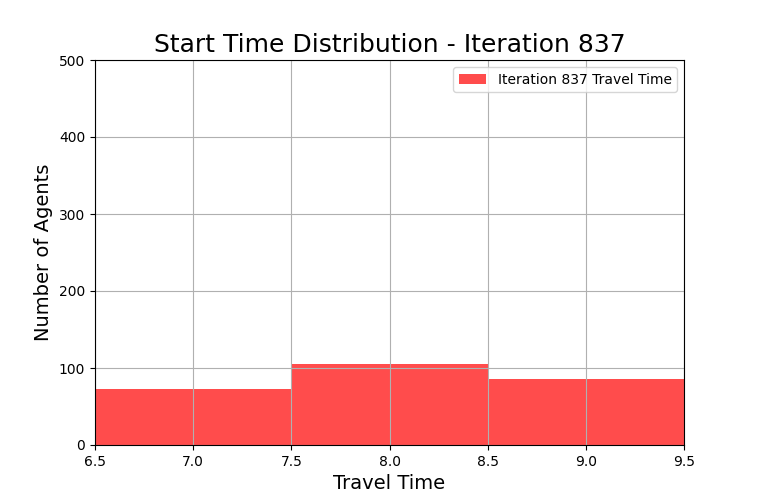 Start Time Distribution - Iteration 837
Iteration 837 Travel Time
Number of Agents
500
400
300
200
100
0
6.5 7.0 7.5 8.0 8.5 9.0 9.5
Travel Time